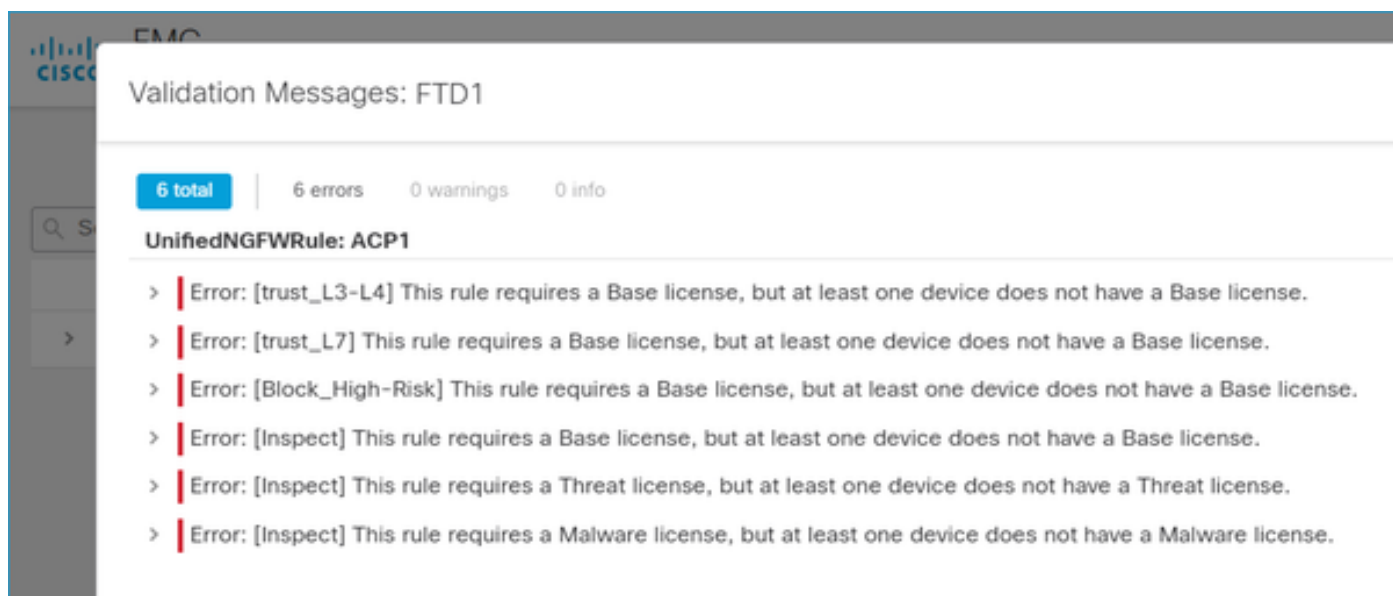 CISCO
FMC
Validation Messages: FTD1
6 total 6 errors 0 warnings 0 info
UnifiedNGFWRule: ACP1
Error: [trust_L3-L4] This rule requires a Base license, but at least one device does not have a Base license.
Error: [trust_L7] This rule requires a Base license, but at least one device does not have a Base license.
Error: [Block_High-Risk] This rule requires a Base license, but at least one device does not have a Base license.
Error: [Inspect] This rule requires a Base license, but at least one device does not have a Base license.
Error: [Inspect] This rule requires a Threat license, but at least one device does not have a Threat license.
Error: [Inspect] This rule requires a Malware license, but at least one device does not have a Malware license.